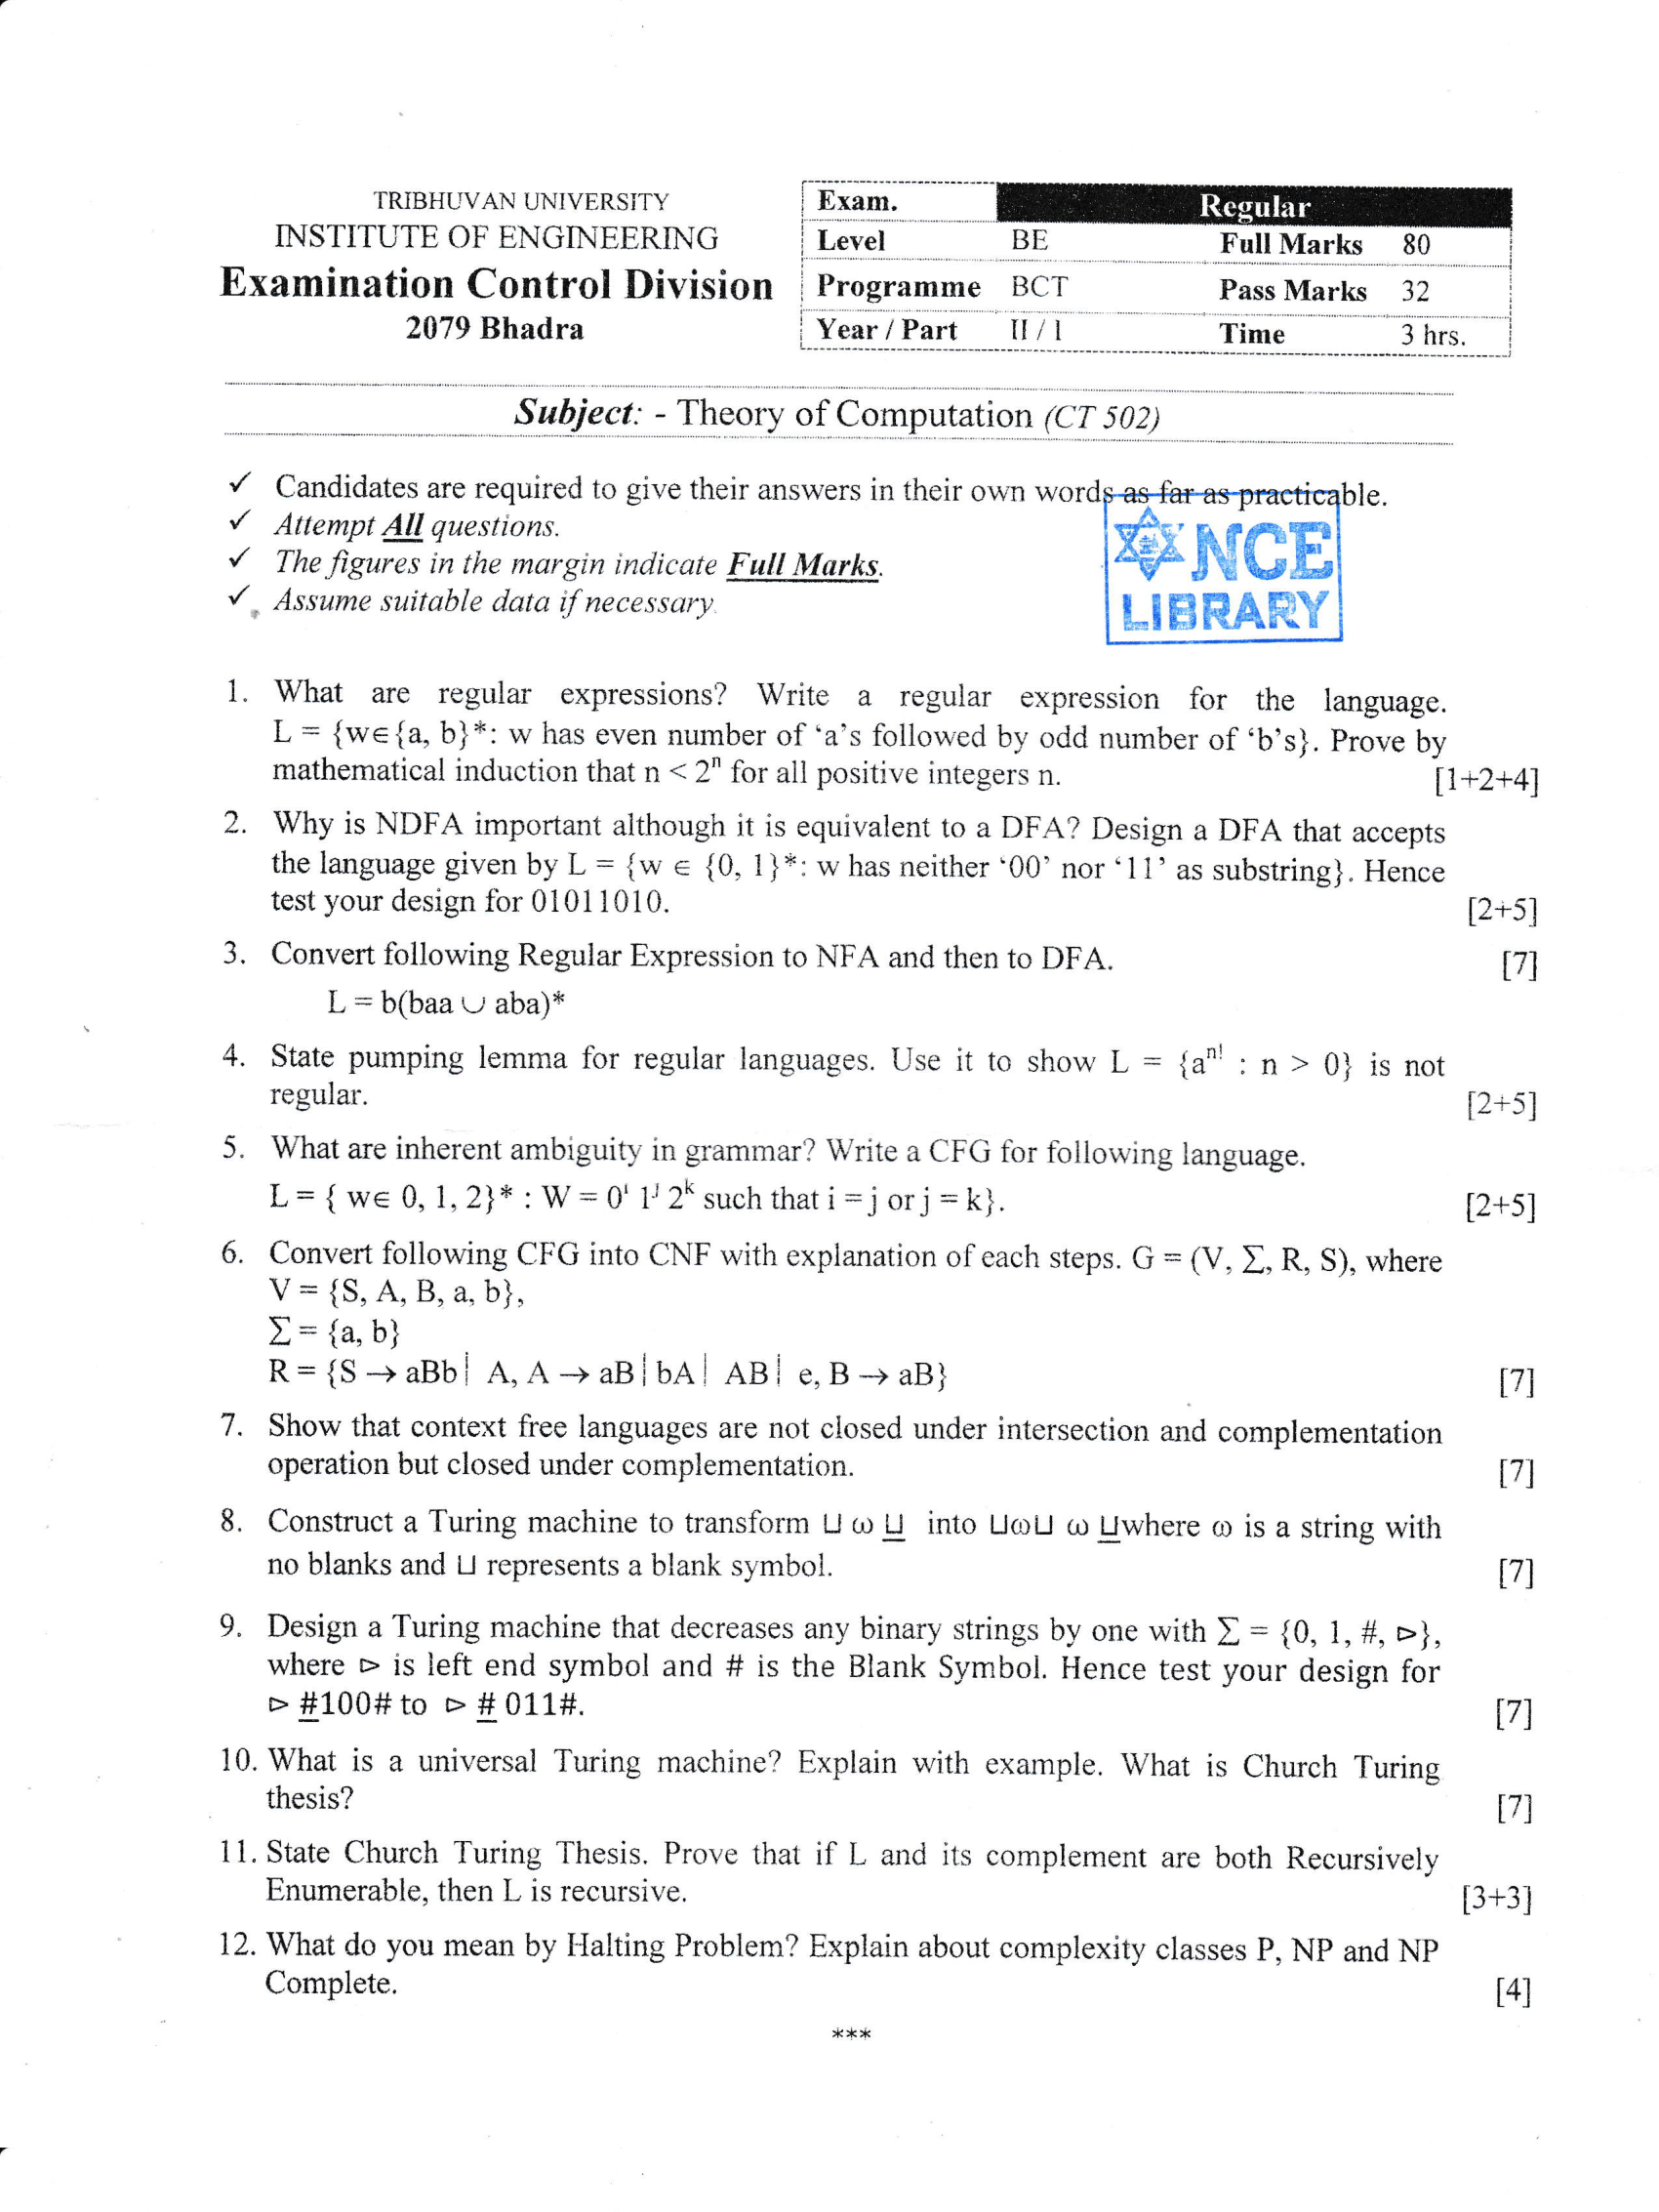 TRIBHUVAN UNIVERSITY
INSTITUTE OF ENGINEERING
Examination Control Division
2079 Bhadra
Exam. Regular
Level BE Full Marks 80
Programme BCT Pass Marks 32
Year / Part II / I Time 3 hrs.
Subject: - Theory of Computation (CT 502)
✓ Candidates are required to give their answers in their own words as far as practicable.
✓ Attempt All questions.
✓ The figures in the margin indicate Full Marks.
✓ Assume suitable data if necessary.
NCE
LIBRARY
1. What are regular expressions? Write a regular expression for the language.
L = {w∈{a, b}*: w has even number of ‘a’s followed by odd number of ‘b’s}. Prove by
mathematical induction that n < 2ⁿ for all positive integers n. [1+2+4]
2. Why is NDFA important although it is equivalent to a DFA? Design a DFA that accepts
the language given by L = {w ∈ {0, 1}*: w has neither ‘00’ nor ‘11’ as substring}. Hence
test your design for 01011010. [2+5]
3. Convert following Regular Expression to NFA and then to DFA. [7]
L = b(baa ∪ aba)*
4. State pumping lemma for regular languages. Use it to show L = {aⁿ! : n > 0} is not
regular. [2+5]
5. What are inherent ambiguity in grammar? Write a CFG for following language.
L = { w∈ 0, 1, 2}* : W = 0ⁱ 1ʲ 2ᵏ such that i = j or j = k}. [2+5]
6. Convert following CFG into CNF with explanation of each steps. G = (V, Σ, R, S), where
V = {S, A, B, a, b},
Σ = {a, b}
R = {S → aBb | A, A → aB | bA | AB | e, B → aB} [7]
7. Show that context free languages are not closed under intersection and complementation
operation but closed under complementation. [7]
8. Construct a Turing machine to transform ⊔ ω ⊔ into ⊔ω⊔ ω ⊔where ω is a string with
no blanks and ⊔ represents a blank symbol. [7]
9. Design a Turing machine that decreases any binary strings by one with Σ = {0, 1, #, ⊳},
where ⊳ is left end symbol and # is the Blank Symbol. Hence test your design for
⊳ #100# to ⊳ # 011#. [7]
10. What is a universal Turing machine? Explain with example. What is Church Turing
thesis? [7]
11. State Church Turing Thesis. Prove that if L and its complement are both Recursively
Enumerable, then L is recursive. [3+3]
12. What do you mean by Halting Problem? Explain about complexity classes P, NP and NP
Complete. [4]
***